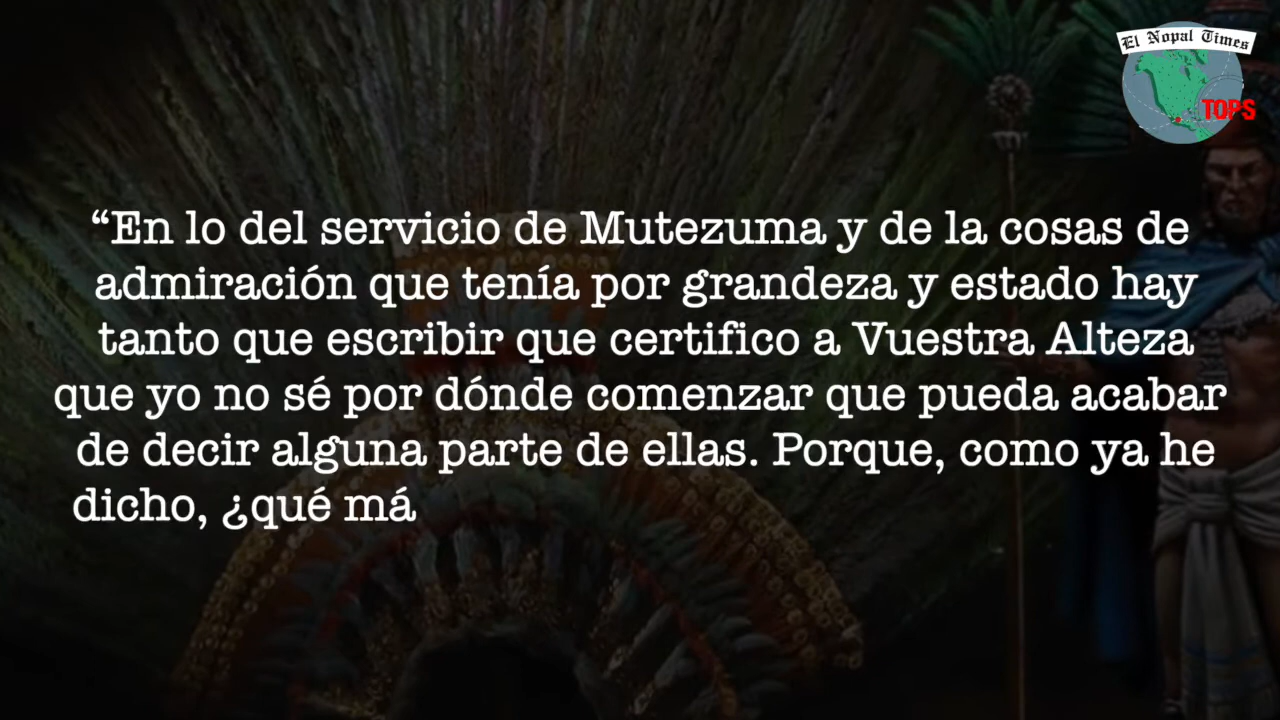 El Nopal Times
TOPS
“En lo del servicio de Mutezuma y de la cosas de
admiración que tenía por grandeza y estado hay
tanto que escribir que certifico a Vuestra Alteza
que yo no sé por dónde comenzar que pueda acabar
de decir alguna parte de ellas. Porque, como ya he
dicho, ¿qué má